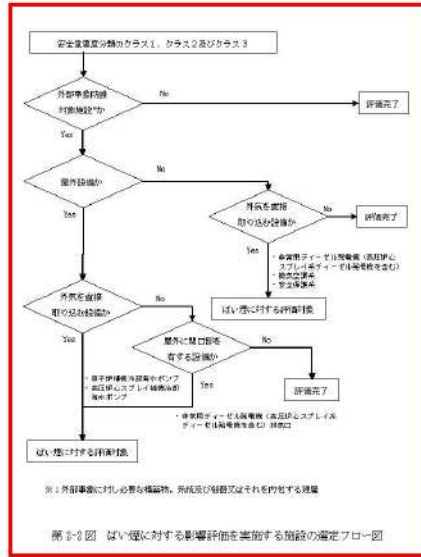 安全重要度分類のクラス1、クラス2及びクラス3
外部事象防護
対象施設※か
No
評価完了
Yes
屋外設備か
No
Yes
外気を直接
取り込む設備か
No
評価完了
Yes
・非常用ディーゼル発電機(高圧炉心
スプレイ系ディーゼル発電機を含む)
・換気空調系
・安全保護系
ばい煙に対する評価対象
外気を直接
取り込む設備か
No
屋外に開口部を
有する設備か
No
評価完了
Yes
・原子炉補機冷却海水ポンプ
・高圧炉心スプレイ補機冷却
海水ポンプ
Yes
・非常用ディーゼル発電機(高圧炉心スプレイ系
ディーゼル発電機を含む)排気口
ばい煙に対する評価対象
※1:外部事象に対し必要な構築物、系統及び機器又はそれを内包する建屋
第2-2図 ばい煙に対する影響評価を実施する施設の選定フロー図